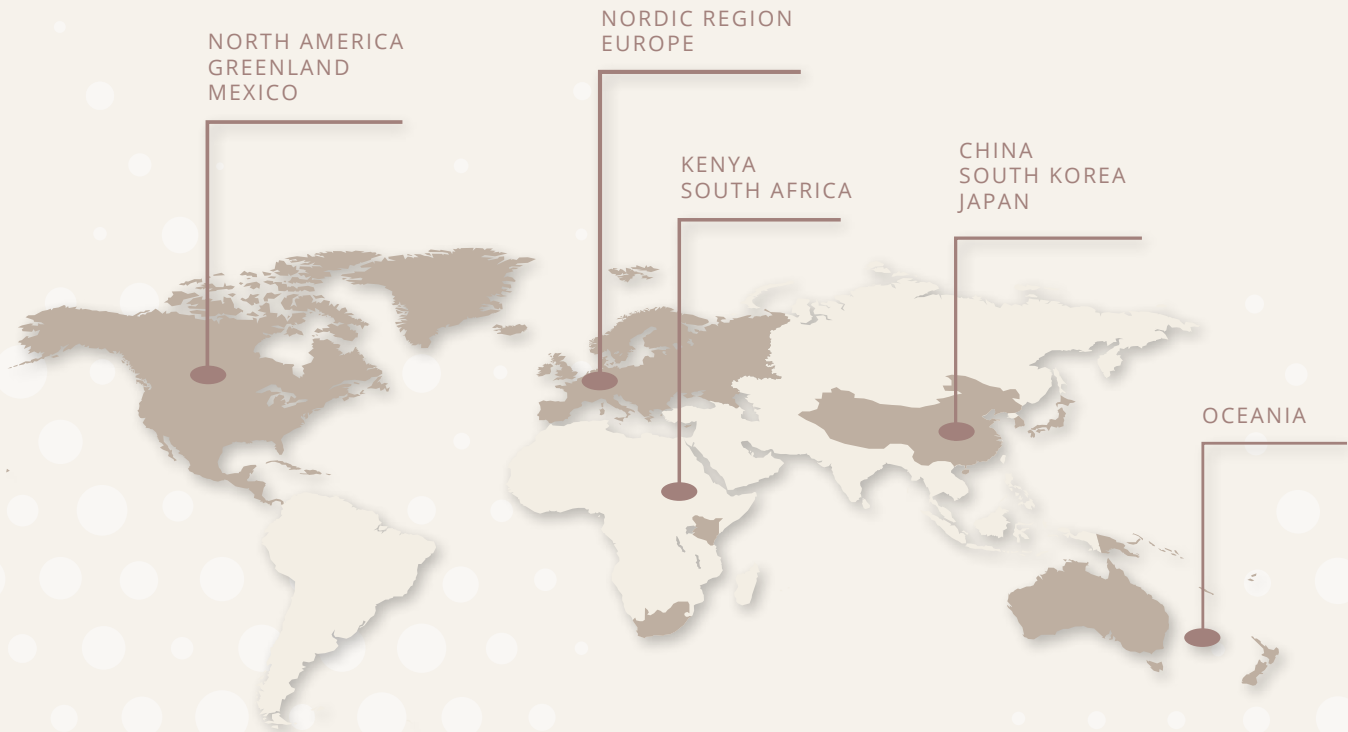 NORTH AMERICA
GREENLAND
MEXICO
NORDIC REGION
EUROPE
KENYA
SOUTH AFRICA
CHINA
SOUTH KOREA
JAPAN
OCEANIA